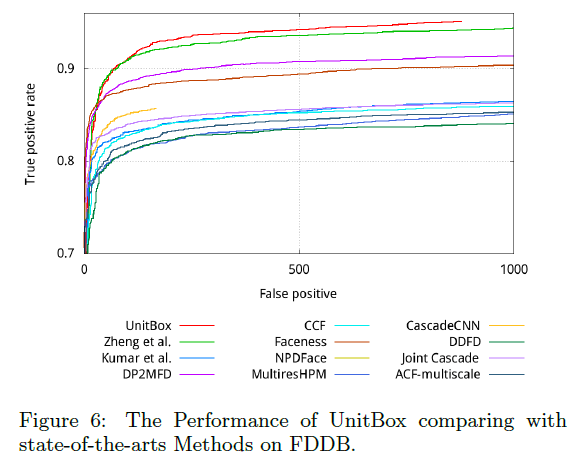 0.9
0.8
0.7
True positive rate
0 500 1000
False positive
UnitBox CCF CascadeCNN
Zheng et al. Faceness DDFD
Kumar et al. NPDFace Joint Cascade
DP2MFD MultiresHPM ACF-multiscale
Figure 6: The Performance of UnitBox comparing with
state-of-the-arts Methods on FDDB.